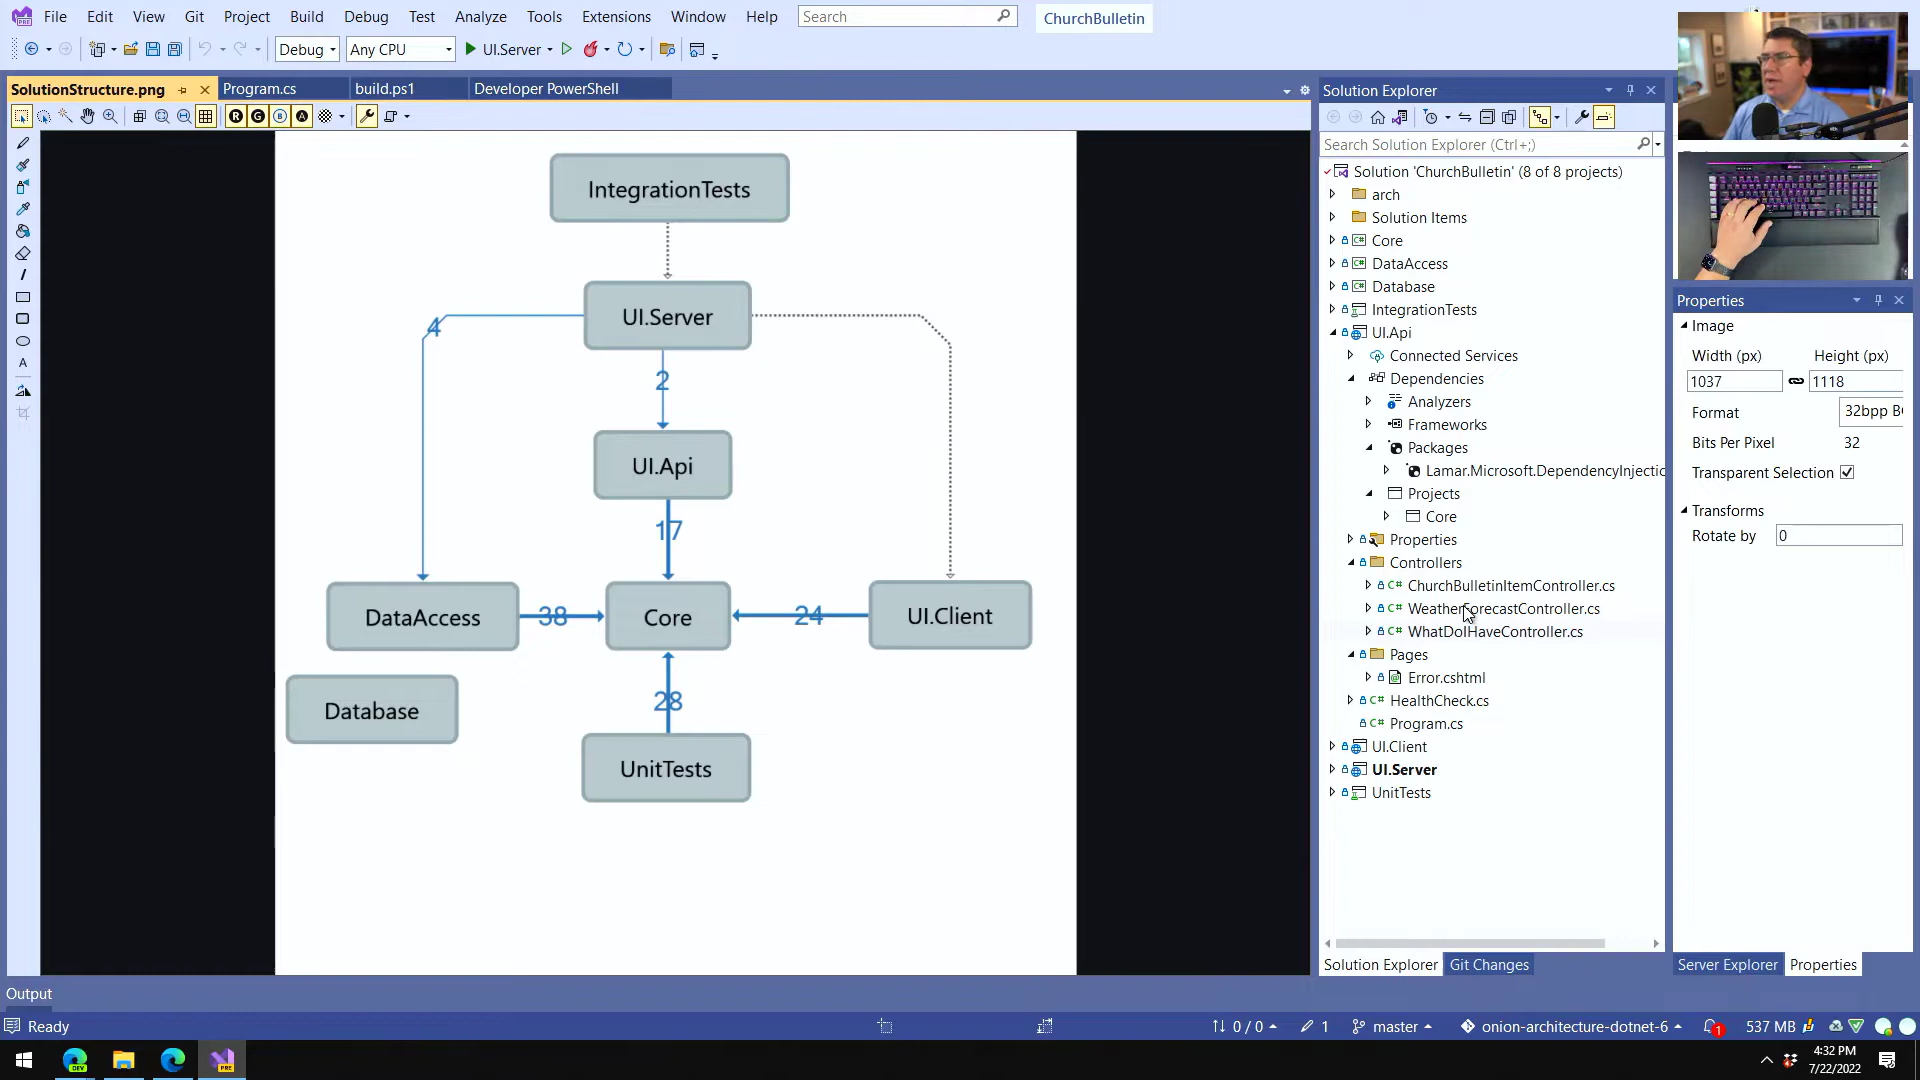 File Edit View Git Project Build Debug Test Analyze Tools Extensions Window Help Search ChurchBulletin
Debug Any CPU UI.Server
SolutionStructure.png Program.cs build.ps1 Developer PowerShell
R G B A
IntegrationTests
UI.Server
4
2
UI.Api
17
DataAccess 38 Core 24 UI.Client
28
Database
UnitTests
Solution Explorer
Search Solution Explorer (Ctrl+;)
Solution 'ChurchBulletin' (8 of 8 projects)
arch
Solution Items
Core
DataAccess
Database
IntegrationTests
UI.Api
Connected Services
Dependencies
Analyzers
Frameworks
Packages
Lamar.Microsoft.DependencyInjectic
Projects
Core
Properties
Controllers
ChurchBulletinItemController.cs
WeatherForecastController.cs
WhatDoIHaveController.cs
Pages
Error.cshtml
HealthCheck.cs
Program.cs
UI.Client
UI.Server
UnitTests
Solution Explorer Git Changes
Properties
Image
Width (px) Height (px)
1037 1118
Format 32bpp B
Bits Per Pixel 32
Transparent Selection
Transforms
Rotate by 0
Server Explorer Properties
Output
Ready 0 / 0 1 master onion-architecture-dotnet-6 1 537 MB
DEV PRE 4:32 PM
7/22/2022